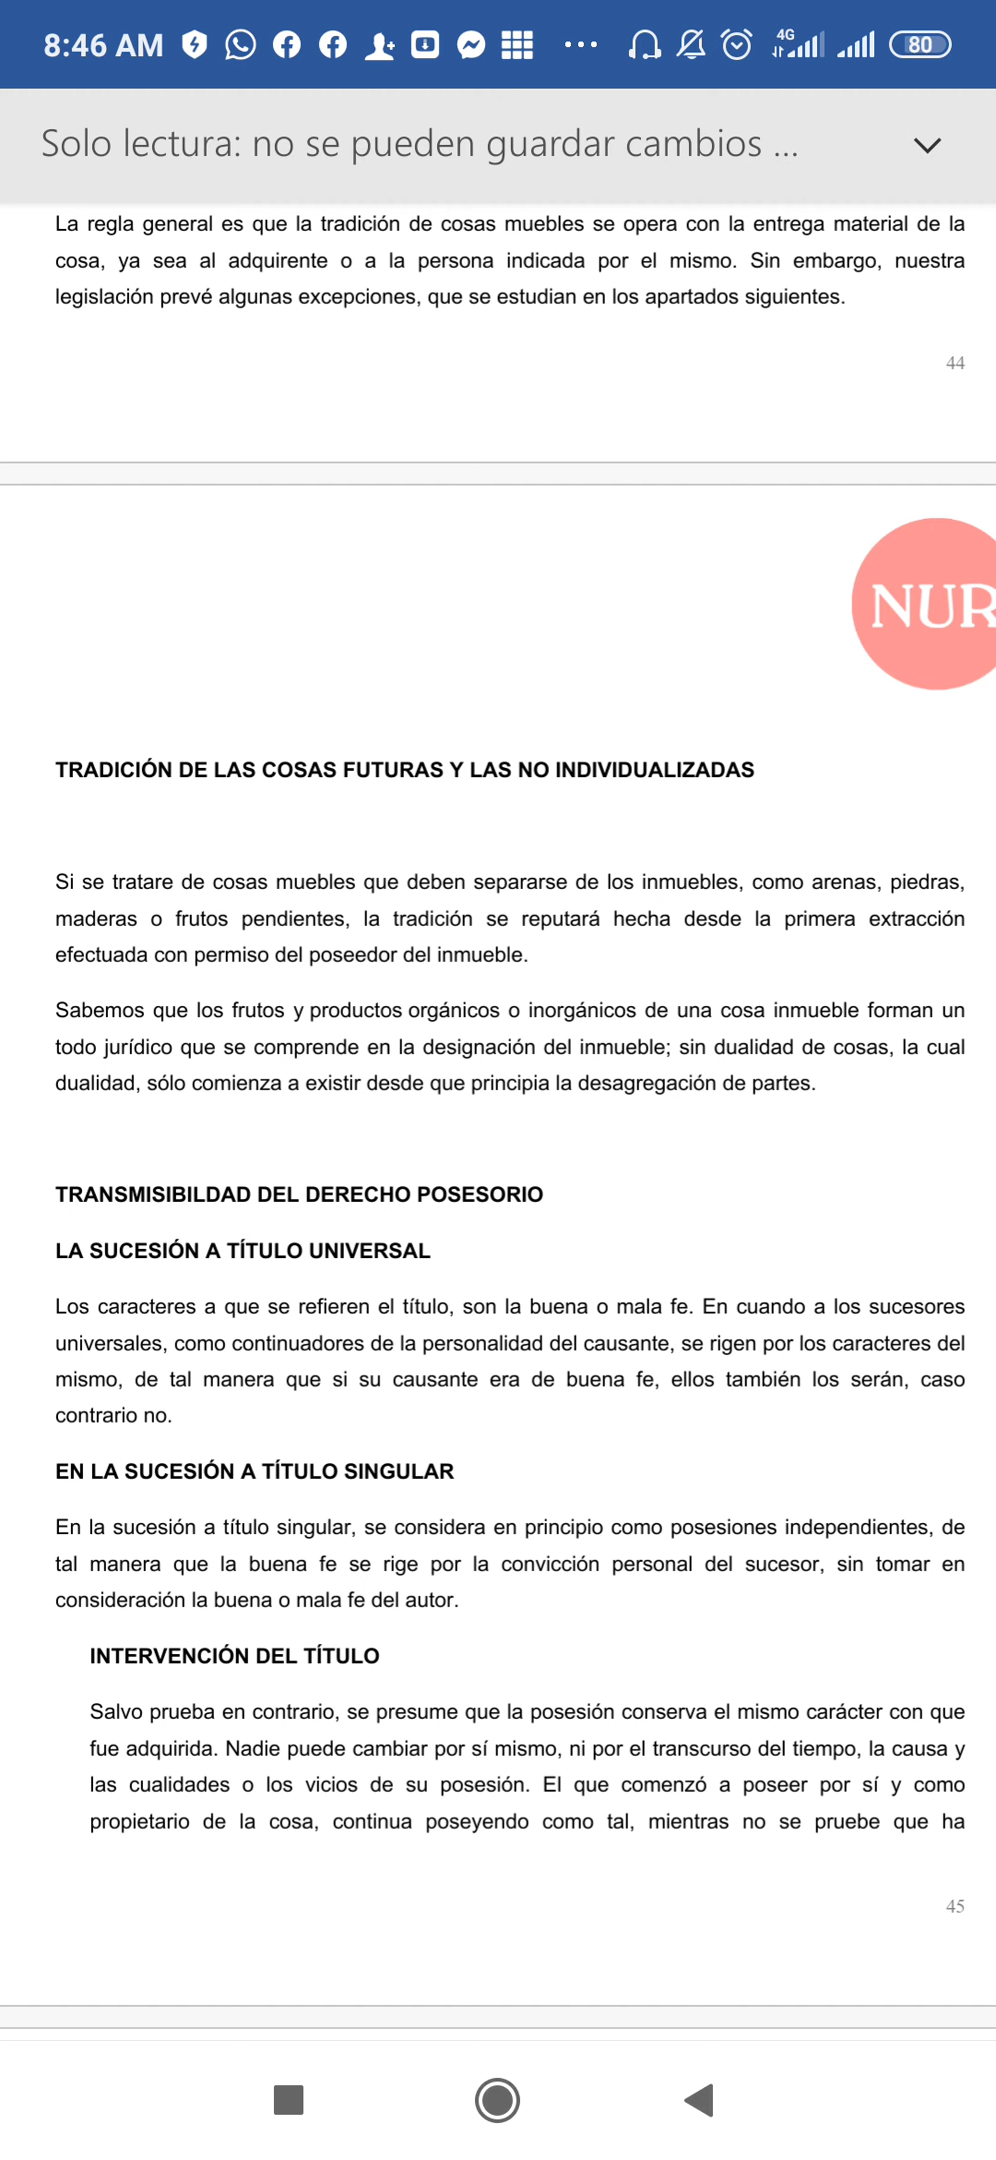 8:46 AM
4G
80
Solo lectura: no se pueden guardar cambios ...
La regla general es que la tradición de cosas muebles se opera con la entrega material de la
cosa, ya sea al adquirente o a la persona indicada por el mismo. Sin embargo, nuestra
legislación prevé algunas excepciones, que se estudian en los apartados siguientes.
44
NUR
TRADICIÓN DE LAS COSAS FUTURAS Y LAS NO INDIVIDUALIZADAS
Si se tratare de cosas muebles que deben separarse de los inmuebles, como arenas, piedras,
maderas o frutos pendientes, la tradición se reputará hecha desde la primera extracción
efectuada con permiso del poseedor del inmueble.
Sabemos que los frutos y productos orgánicos o inorgánicos de una cosa inmueble forman un
todo jurídico que se comprende en la designación del inmueble; sin dualidad de cosas, la cual
dualidad, sólo comienza a existir desde que principia la desagregación de partes.
TRANSMISIBILDAD DEL DERECHO POSESORIO
LA SUCESIÓN A TÍTULO UNIVERSAL
Los caracteres a que se refieren el título, son la buena o mala fe. En cuando a los sucesores
universales, como continuadores de la personalidad del causante, se rigen por los caracteres del
mismo, de tal manera que si su causante era de buena fe, ellos también los serán, caso
contrario no.
EN LA SUCESIÓN A TÍTULO SINGULAR
En la sucesión a título singular, se considera en principio como posesiones independientes, de
tal manera que la buena fe se rige por la convicción personal del sucesor, sin tomar en
consideración la buena o mala fe del autor.
INTERVENCIÓN DEL TÍTULO
Salvo prueba en contrario, se presume que la posesión conserva el mismo carácter con que
fue adquirida. Nadie puede cambiar por sí mismo, ni por el transcurso del tiempo, la causa y
las cualidades o los vicios de su posesión. El que comenzó a poseer por sí y como
propietario de la cosa, continua poseyendo como tal, mientras no se pruebe que ha
45